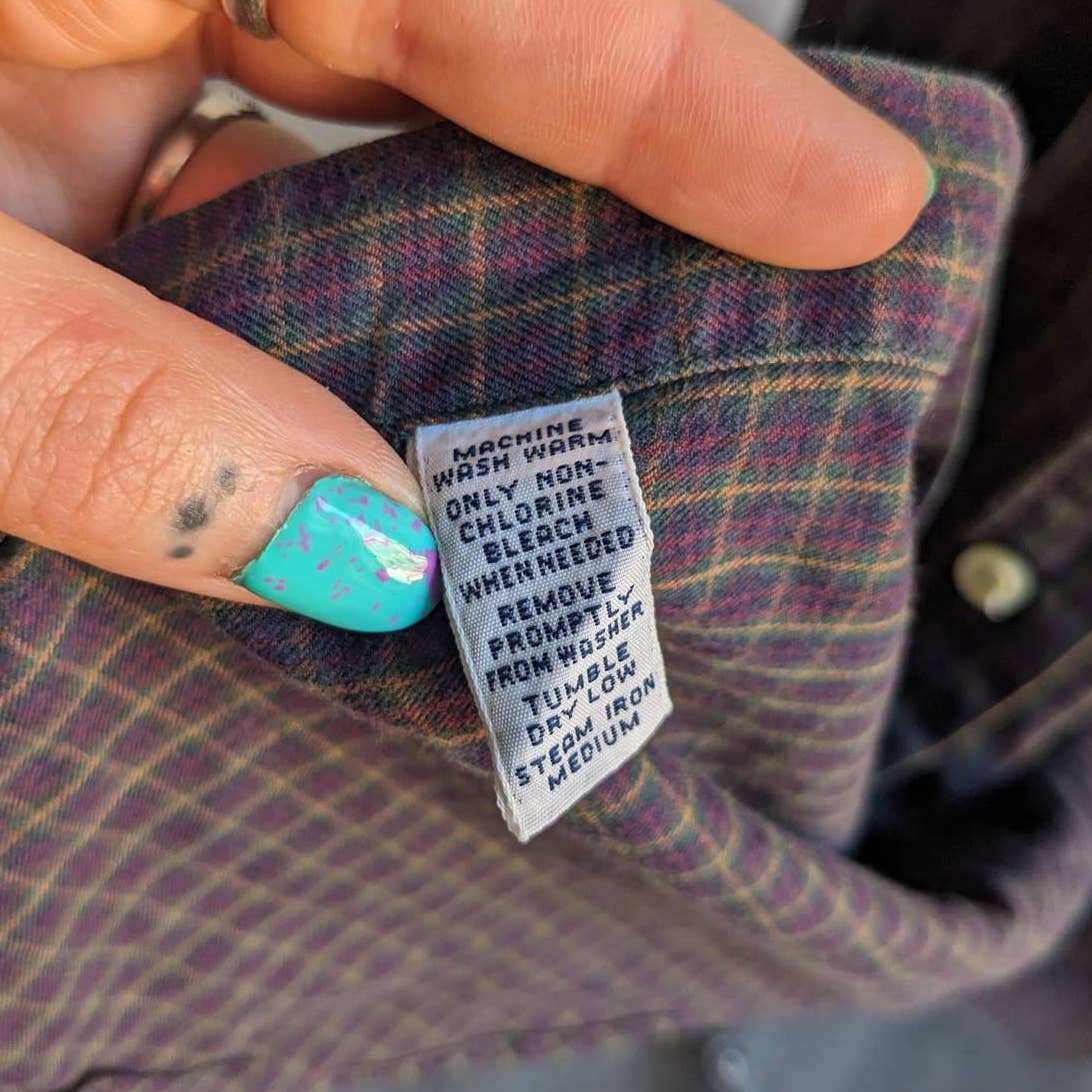 MACHINE
WASH WARM
ONLY NON-
CHLORINE
BLEACH
WHEN NEEDED
REMOVE
PROMPTLY
FROM WASHER
TUMBLE
DRY LOW
STEAM IRON
MEDIUM